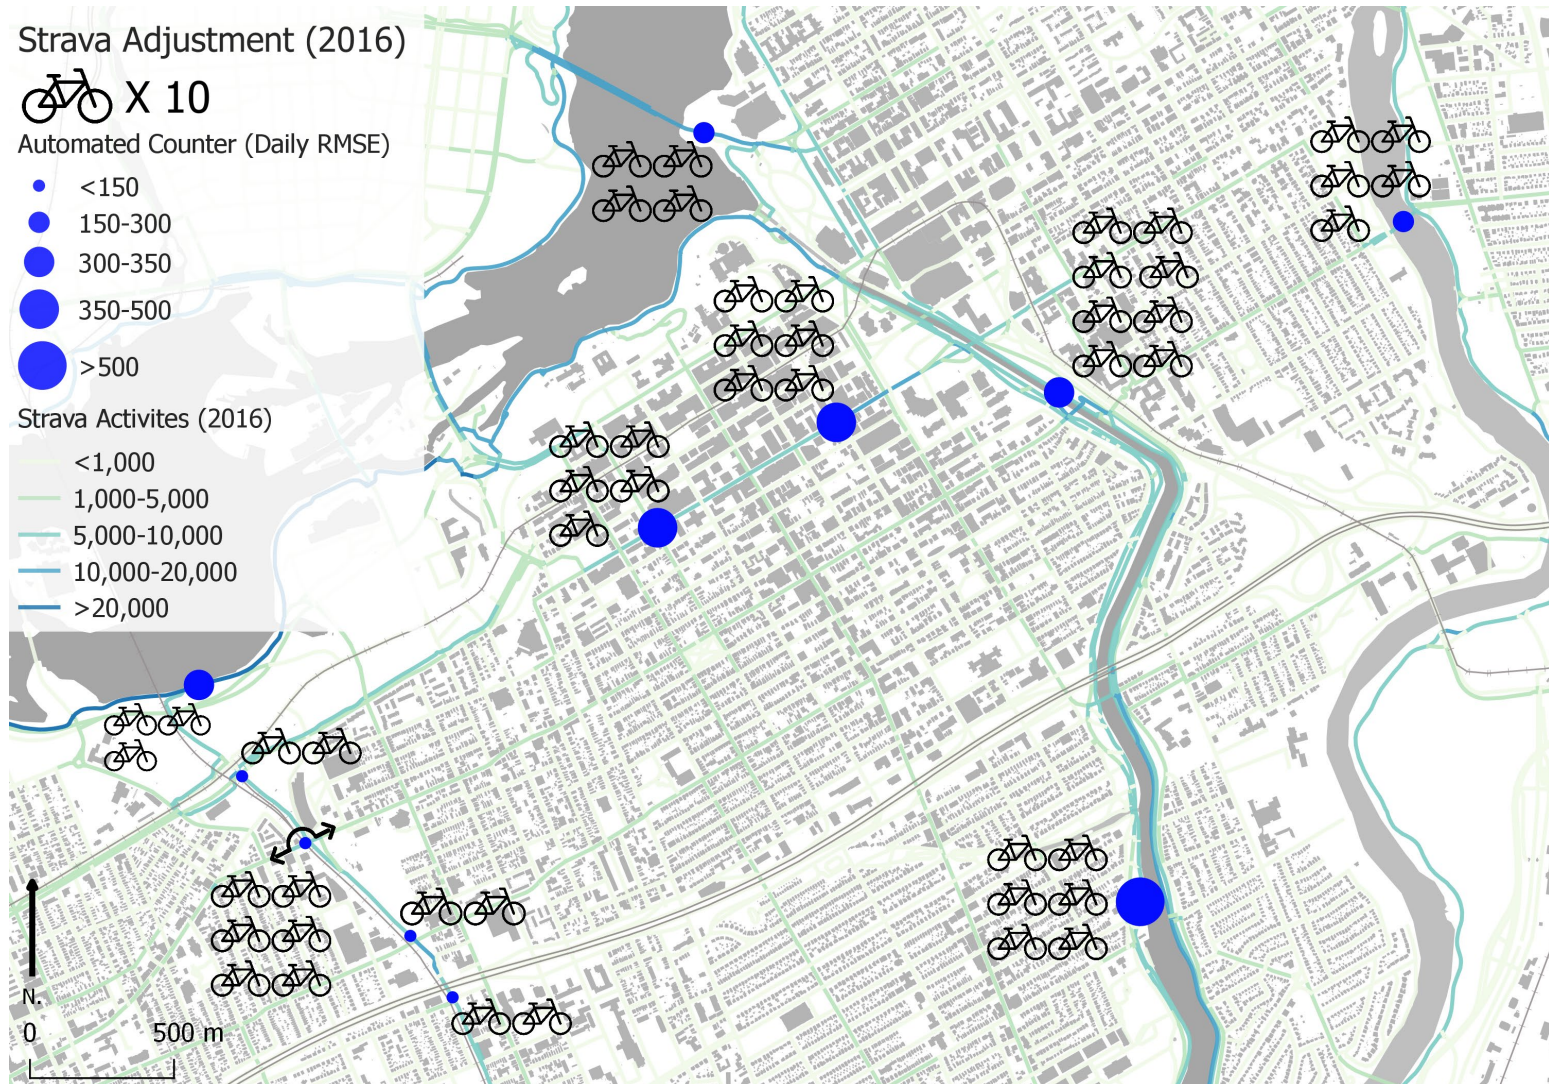 Strava Adjustment (2016)
X 10
Automated Counter (Daily RMSE)
<150
150-300
300-350
350-500
>500
Strava Activites (2016)
<1,000
1,000-5,000
5,000-10,000
10,000-20,000
>20,000
N.
0 500 m